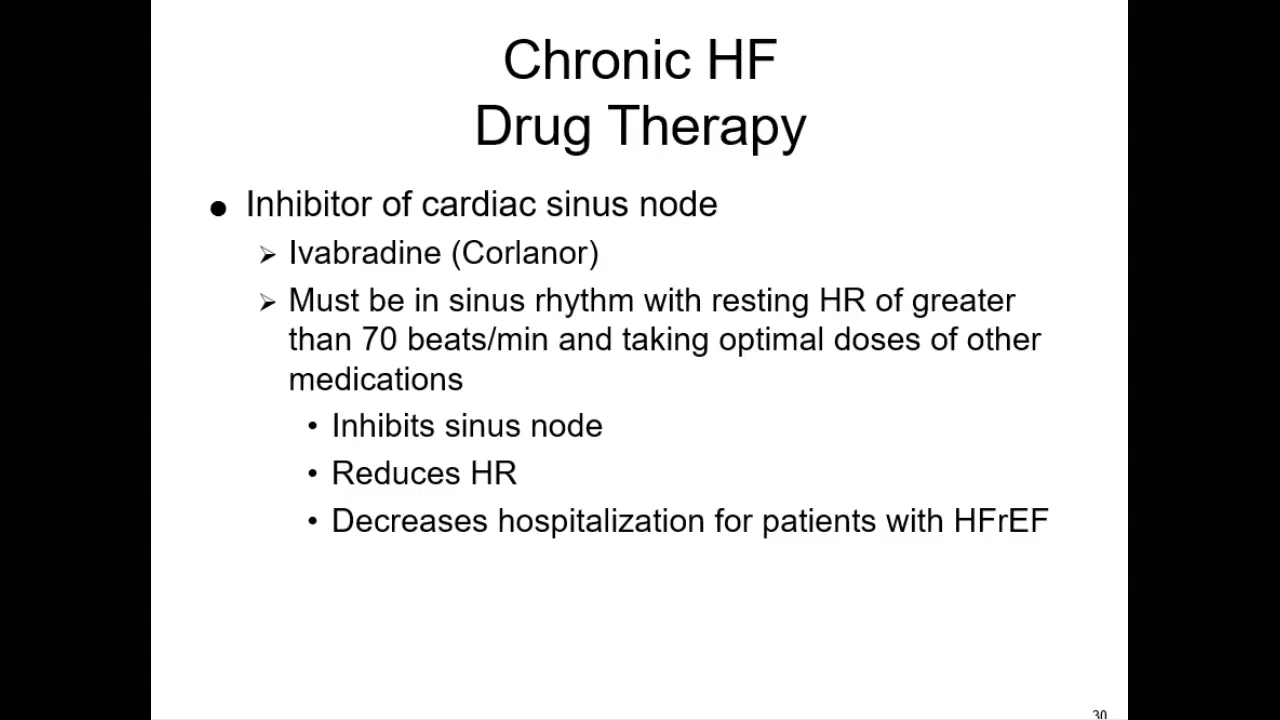 Chronic HF
Drug Therapy
● Inhibitor of cardiac sinus node
➢ Ivabradine (Corlanor)
➢ Must be in sinus rhythm with resting HR of greater
than 70 beats/min and taking optimal doses of other
medications
• Inhibits sinus node
• Reduces HR
• Decreases hospitalization for patients with HFrEF
30